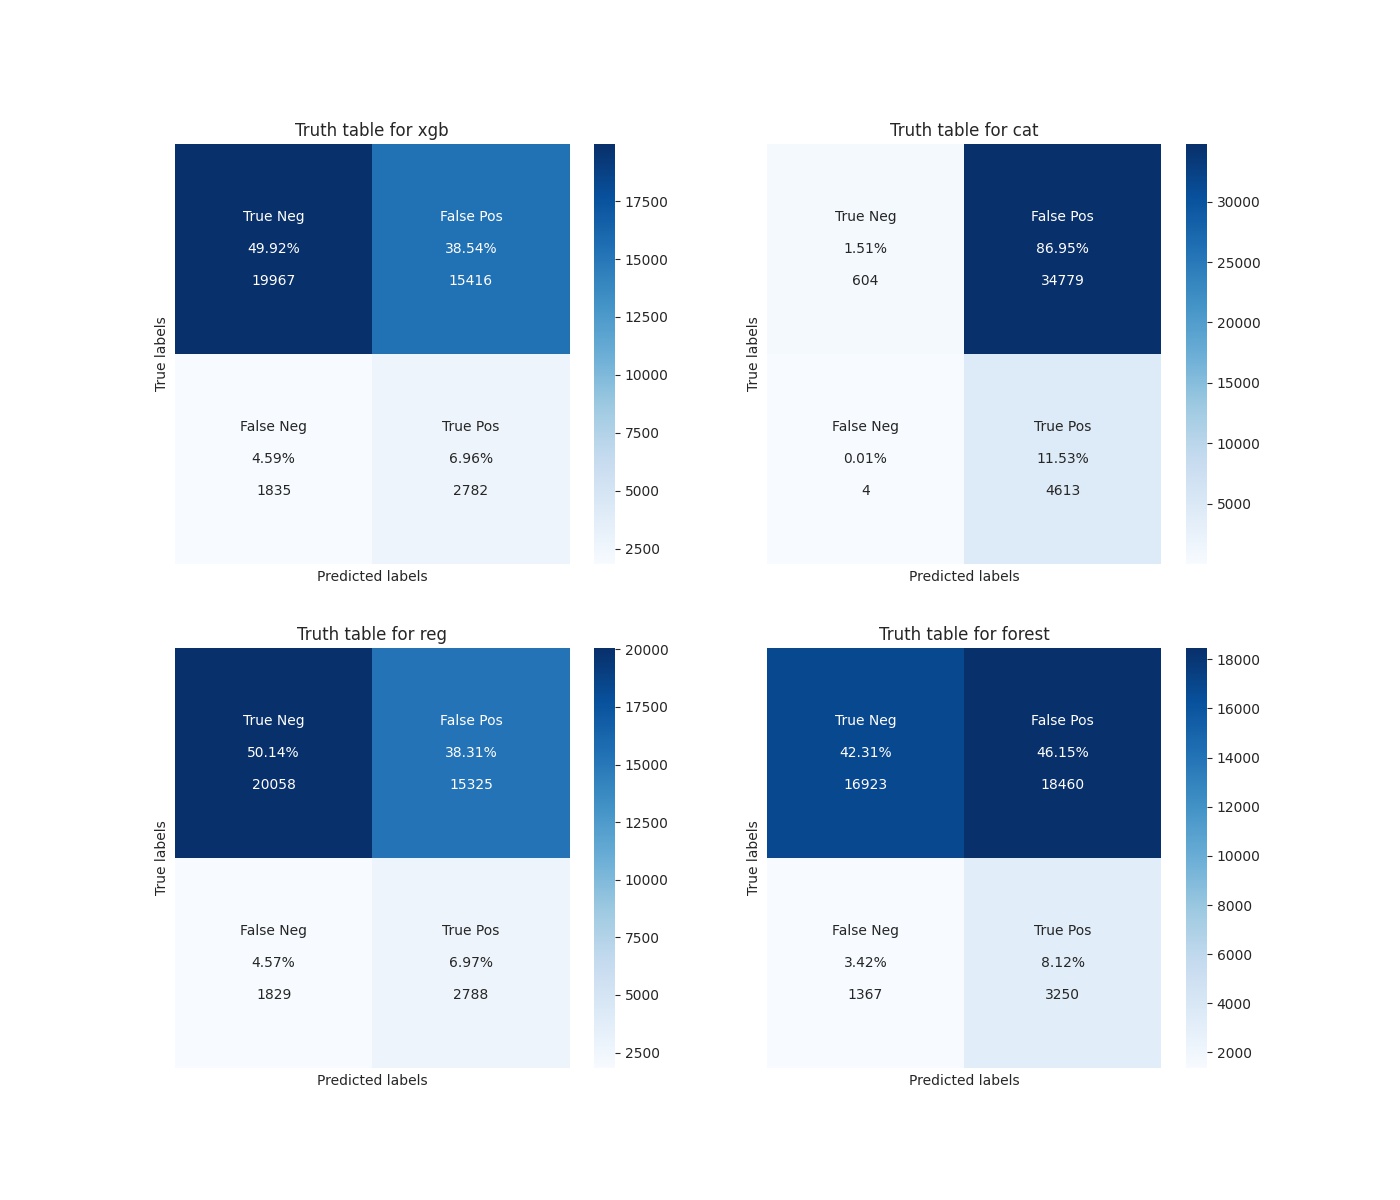 Truth table for xgb
True Neg
49.92%
19967
False Pos
38.54%
15416
False Neg
4.59%
1835
True Pos
6.96%
2782
True labels
Predicted labels
17500
15000
12500
10000
7500
5000
2500
Truth table for cat
True Neg
1.51%
604
False Pos
86.95%
34779
False Neg
0.01%
4
True Pos
11.53%
4613
True labels
Predicted labels
30000
25000
20000
15000
10000
5000
Truth table for reg
True Neg
50.14%
20058
False Pos
38.31%
15325
False Neg
4.57%
1829
True Pos
6.97%
2788
True labels
Predicted labels
20000
17500
15000
12500
10000
7500
5000
2500
Truth table for forest
True Neg
42.31%
16923
False Pos
46.15%
18460
False Neg
3.42%
1367
True Pos
8.12%
3250
True labels
Predicted labels
18000
16000
14000
12000
10000
8000
6000
4000
2000